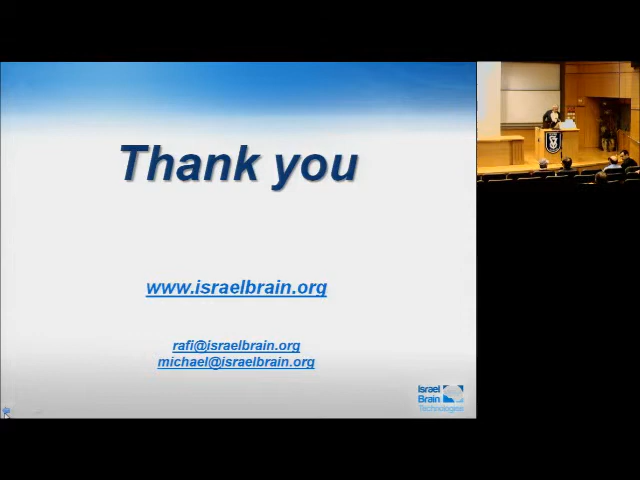 Thank you
www.israelbrain.org
rafi@israelbrain.org
michael@israelbrain.org
Israel
Brain
Technologies